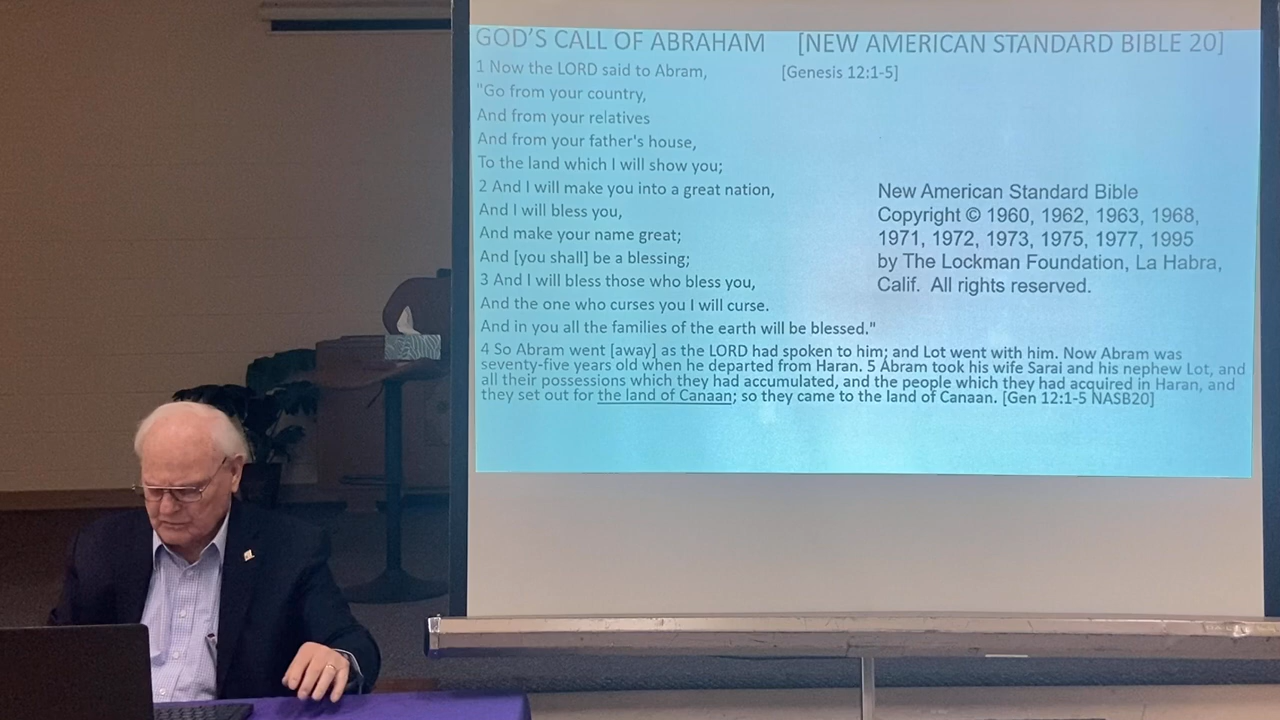 GOD'S CALL OF ABRAHAM [NEW AMERICAN STANDARD BIBLE 20]
1 Now the LORD said to Abram, [Genesis 12:1-5]
"Go from your country,
And from your relatives
And from your father's house,
To the land which I will show you;
2 And I will make you into a great nation,
And I will bless you,
And make your name great;
And [you shall] be a blessing;
3 And I will bless those who bless you,
And the one who curses you I will curse.
And in you all the families of the earth will be blessed."
4 So Abram went [away] as the LORD had spoken to him; and Lot went with him. Now Abram was
seventy-five years old when he departed from Haran. 5 Abram took his wife Sarai and his nephew Lot, and
all their possessions which they had accumulated, and the people which they had acquired in Haran, and
they set out for the land of Canaan; so they came to the land of Canaan. [Gen 12:1-5 NASB20]
New American Standard Bible
Copyright © 1960, 1962, 1963, 1968,
1971, 1972, 1973, 1975, 1977, 1995
by The Lockman Foundation, La Habra,
Calif. All rights reserved.